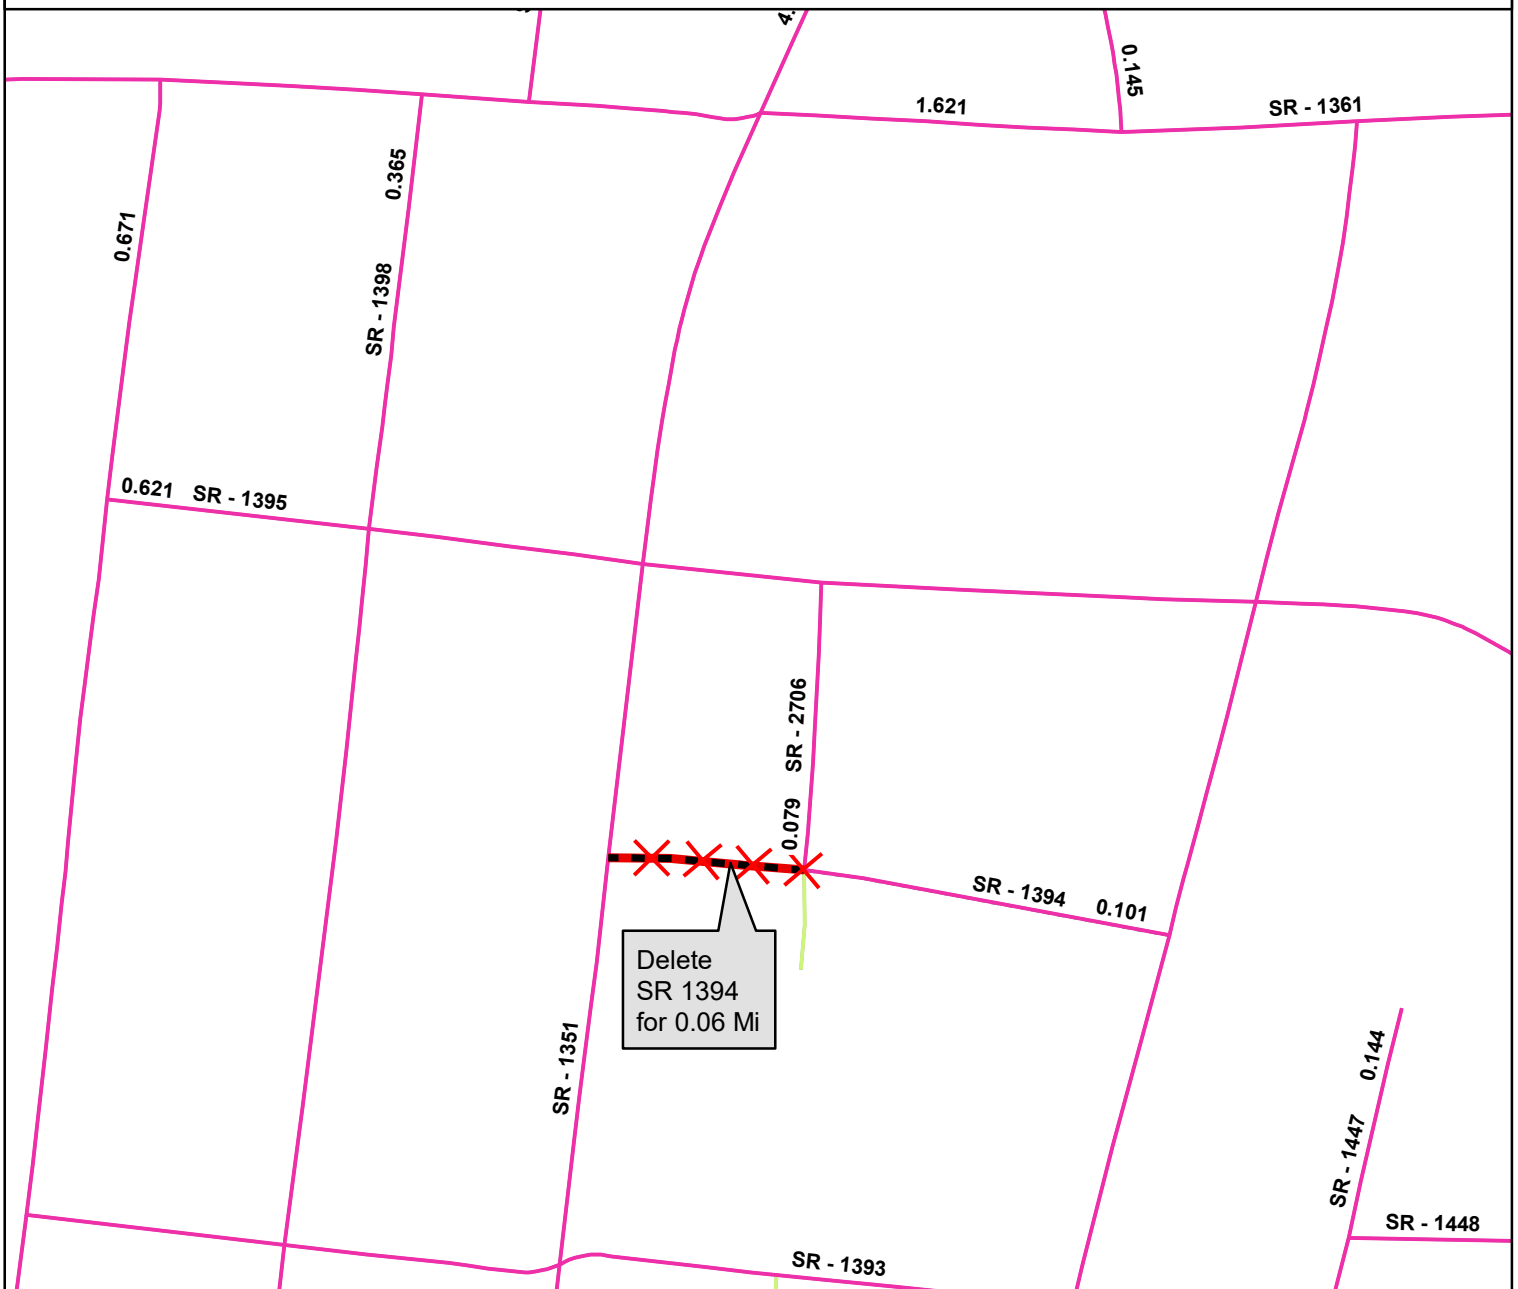 4.
0.145
1.621
SR - 1361
0.365
0.671
SR - 1398
0.621 SR - 1395
SR - 2706
0.079
SR - 1394 0.101
Delete
SR 1394
for 0.06 Mi
SR - 1351
0.144
SR - 1447
SR - 1448
SR - 1393